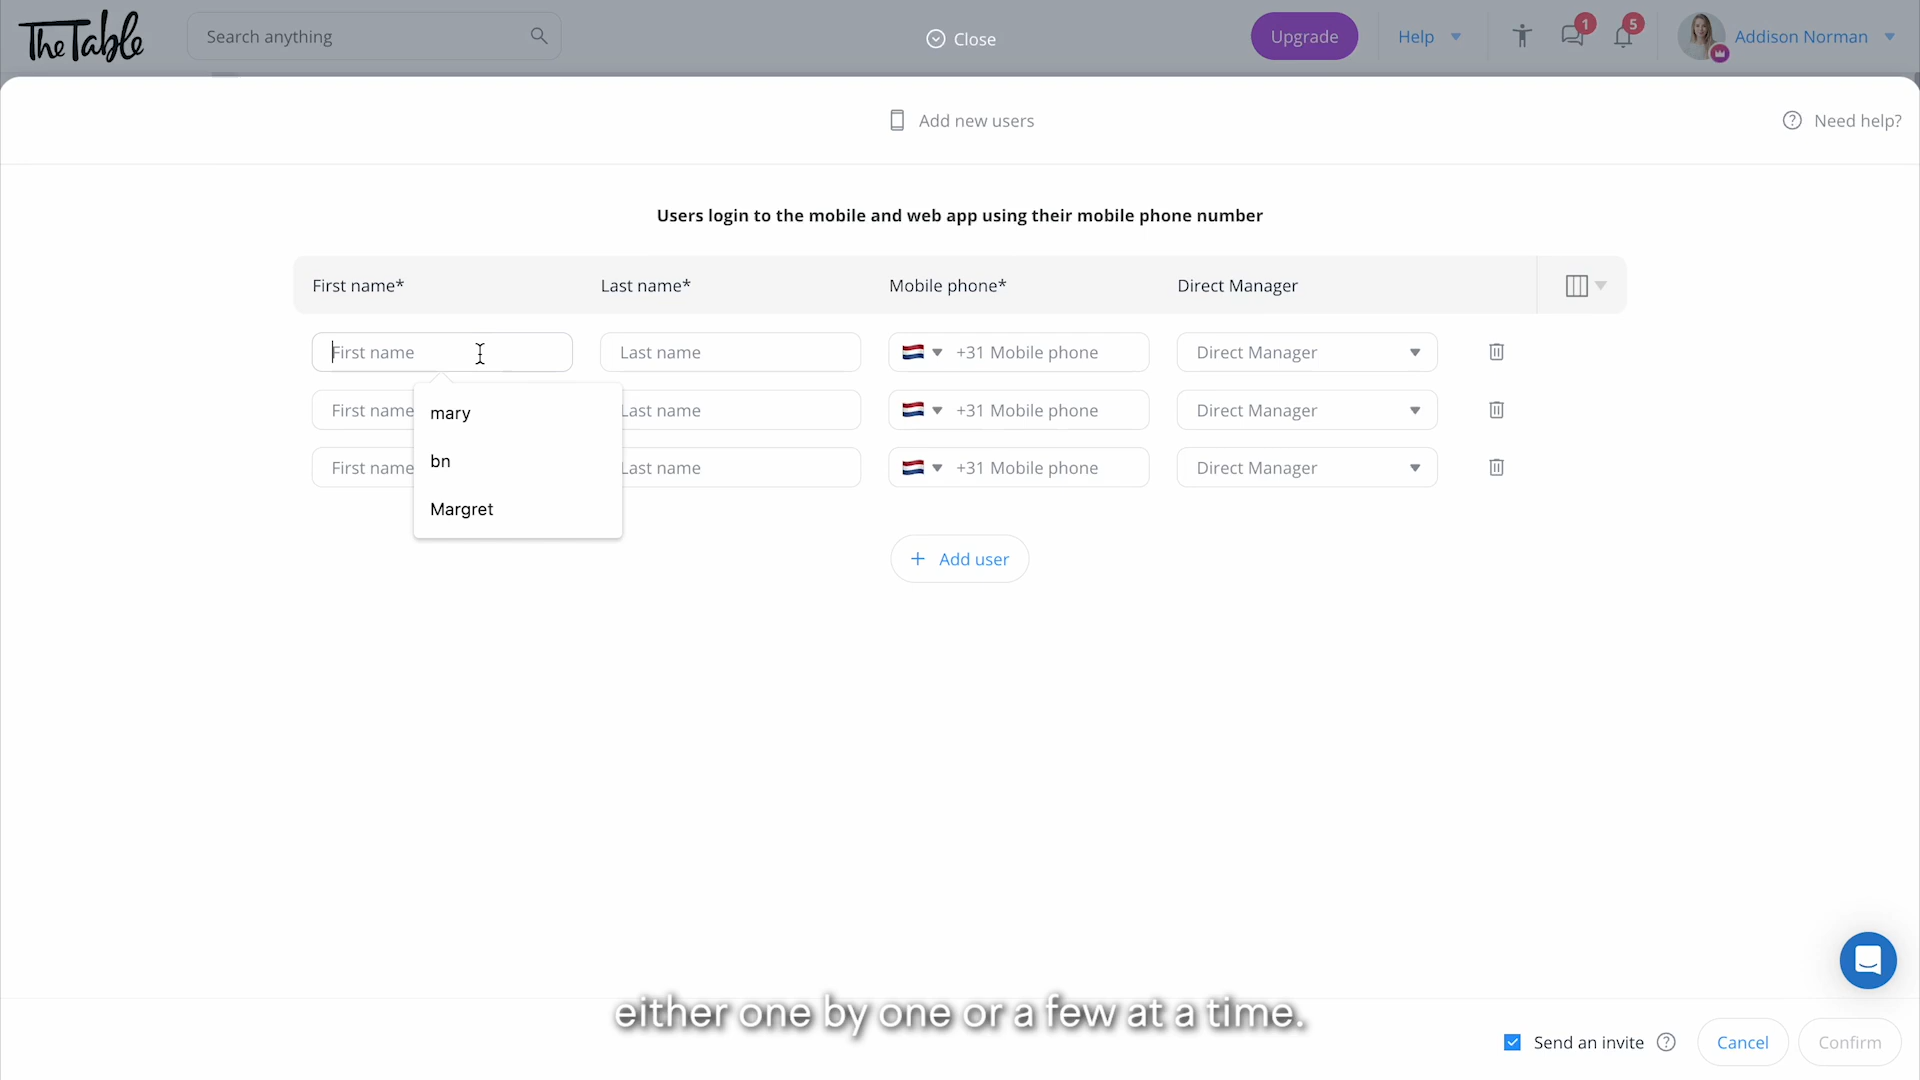 The Table
Search anything
Close
Upgrade
Help
1
5
Addison Norman
Add new users
Need help?
Users login to the mobile and web app using their mobile phone number
First name* Last name* Mobile phone* Direct Manager
First name Last name +31 Mobile phone Direct Manager
First name Last name +31 Mobile phone Direct Manager
First name Last name +31 Mobile phone Direct Manager
mary
bn
Margret
+ Add user
either one by one or a few at a time.
Send an invite ? Cancel Confirm